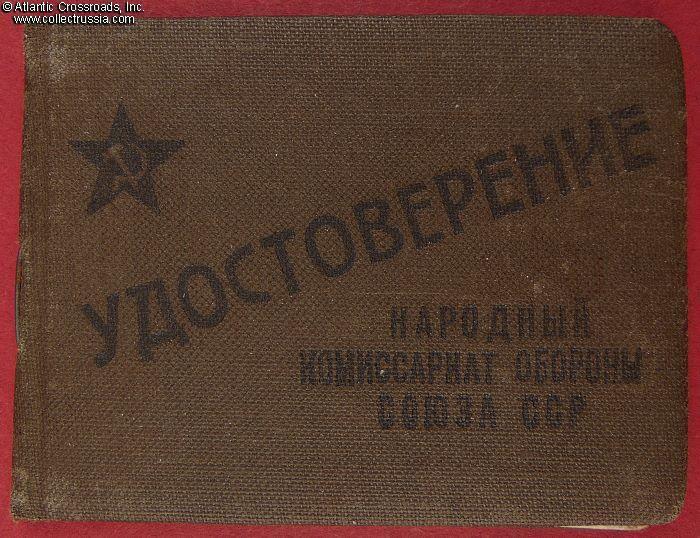 © Atlantic Crossroads, Inc.
www.collectrussia.com
УДОСТОВЕРЕНИЕ
НАРОДНЫЙ
КОМИССАРИАТ ОБОРОНЫ
СОЮЗА ССР